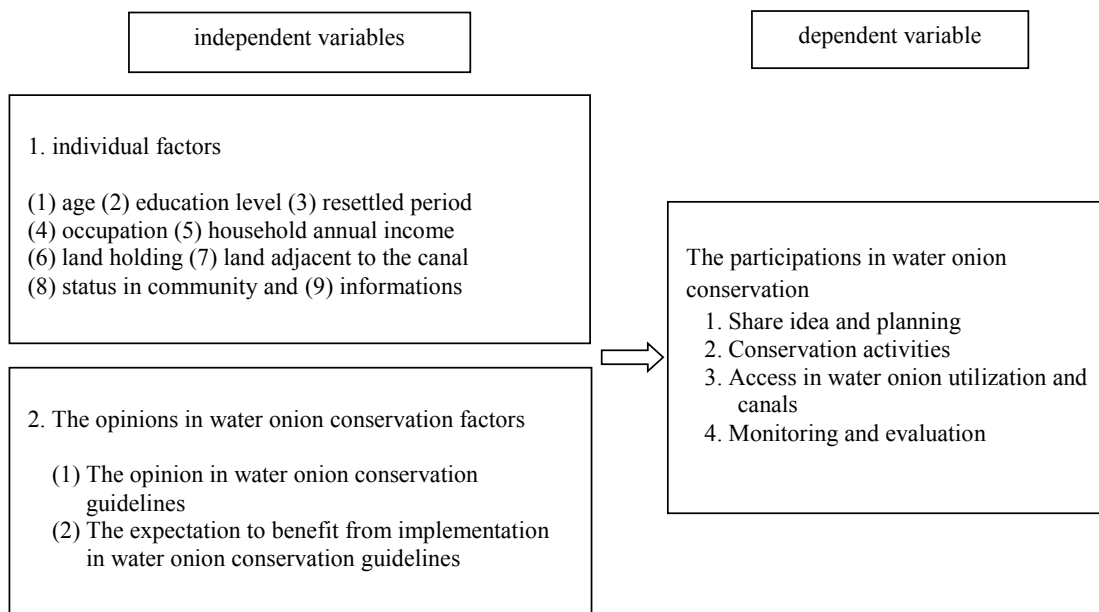 independent variables
dependent variable
1. individual factors
(1) age (2) education level (3) resettled period
(4) occupation (5) household annual income
(6) land holding (7) land adjacent to the canal
(8) status in community and (9) informations
2. The opinions in water onion conservation factors
(1) The opinion in water onion conservation
guidelines
(2) The expectation to benefit from implementation
in water onion conservation guidelines
The participations in water onion
conservation
1. Share idea and planning
2. Conservation activities
3. Access in water onion utilization and
canals
4. Monitoring and evaluation